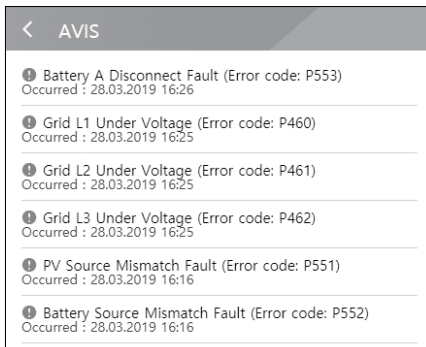 AVIS
Battery A Disconnect Fault (Error code: P553)
Occurred : 28.03.2019 16:26
Grid L1 Under Voltage (Error code: P460)
Occurred : 28.03.2019 16:25
Grid L2 Under Voltage (Error code: P461)
Occurred : 28.03.2019 16:25
Grid L3 Under Voltage (Error code: P462)
Occurred : 28.03.2019 16:25
PV Source Mismatch Fault (Error code: P551)
Occurred : 28.03.2019 16:16
Battery Source Mismatch Fault (Error code: P552)
Occurred : 28.03.2019 16:16